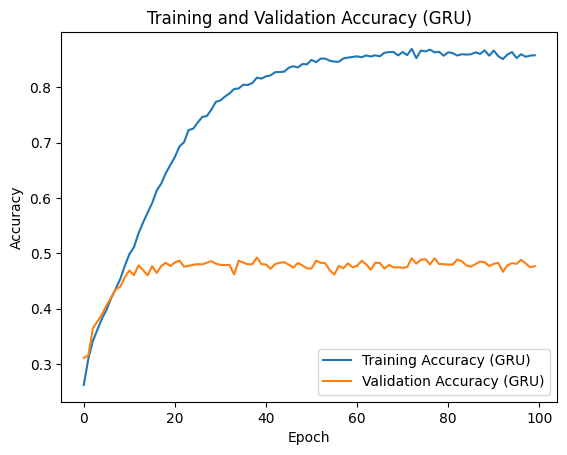 Training and Validation Accuracy (GRU)
Accuracy
0.8
0.7
0.6
0.5
0.4
0.3
Training Accuracy (GRU)
Validation Accuracy (GRU)
0 20 40 60 80 100
Epoch